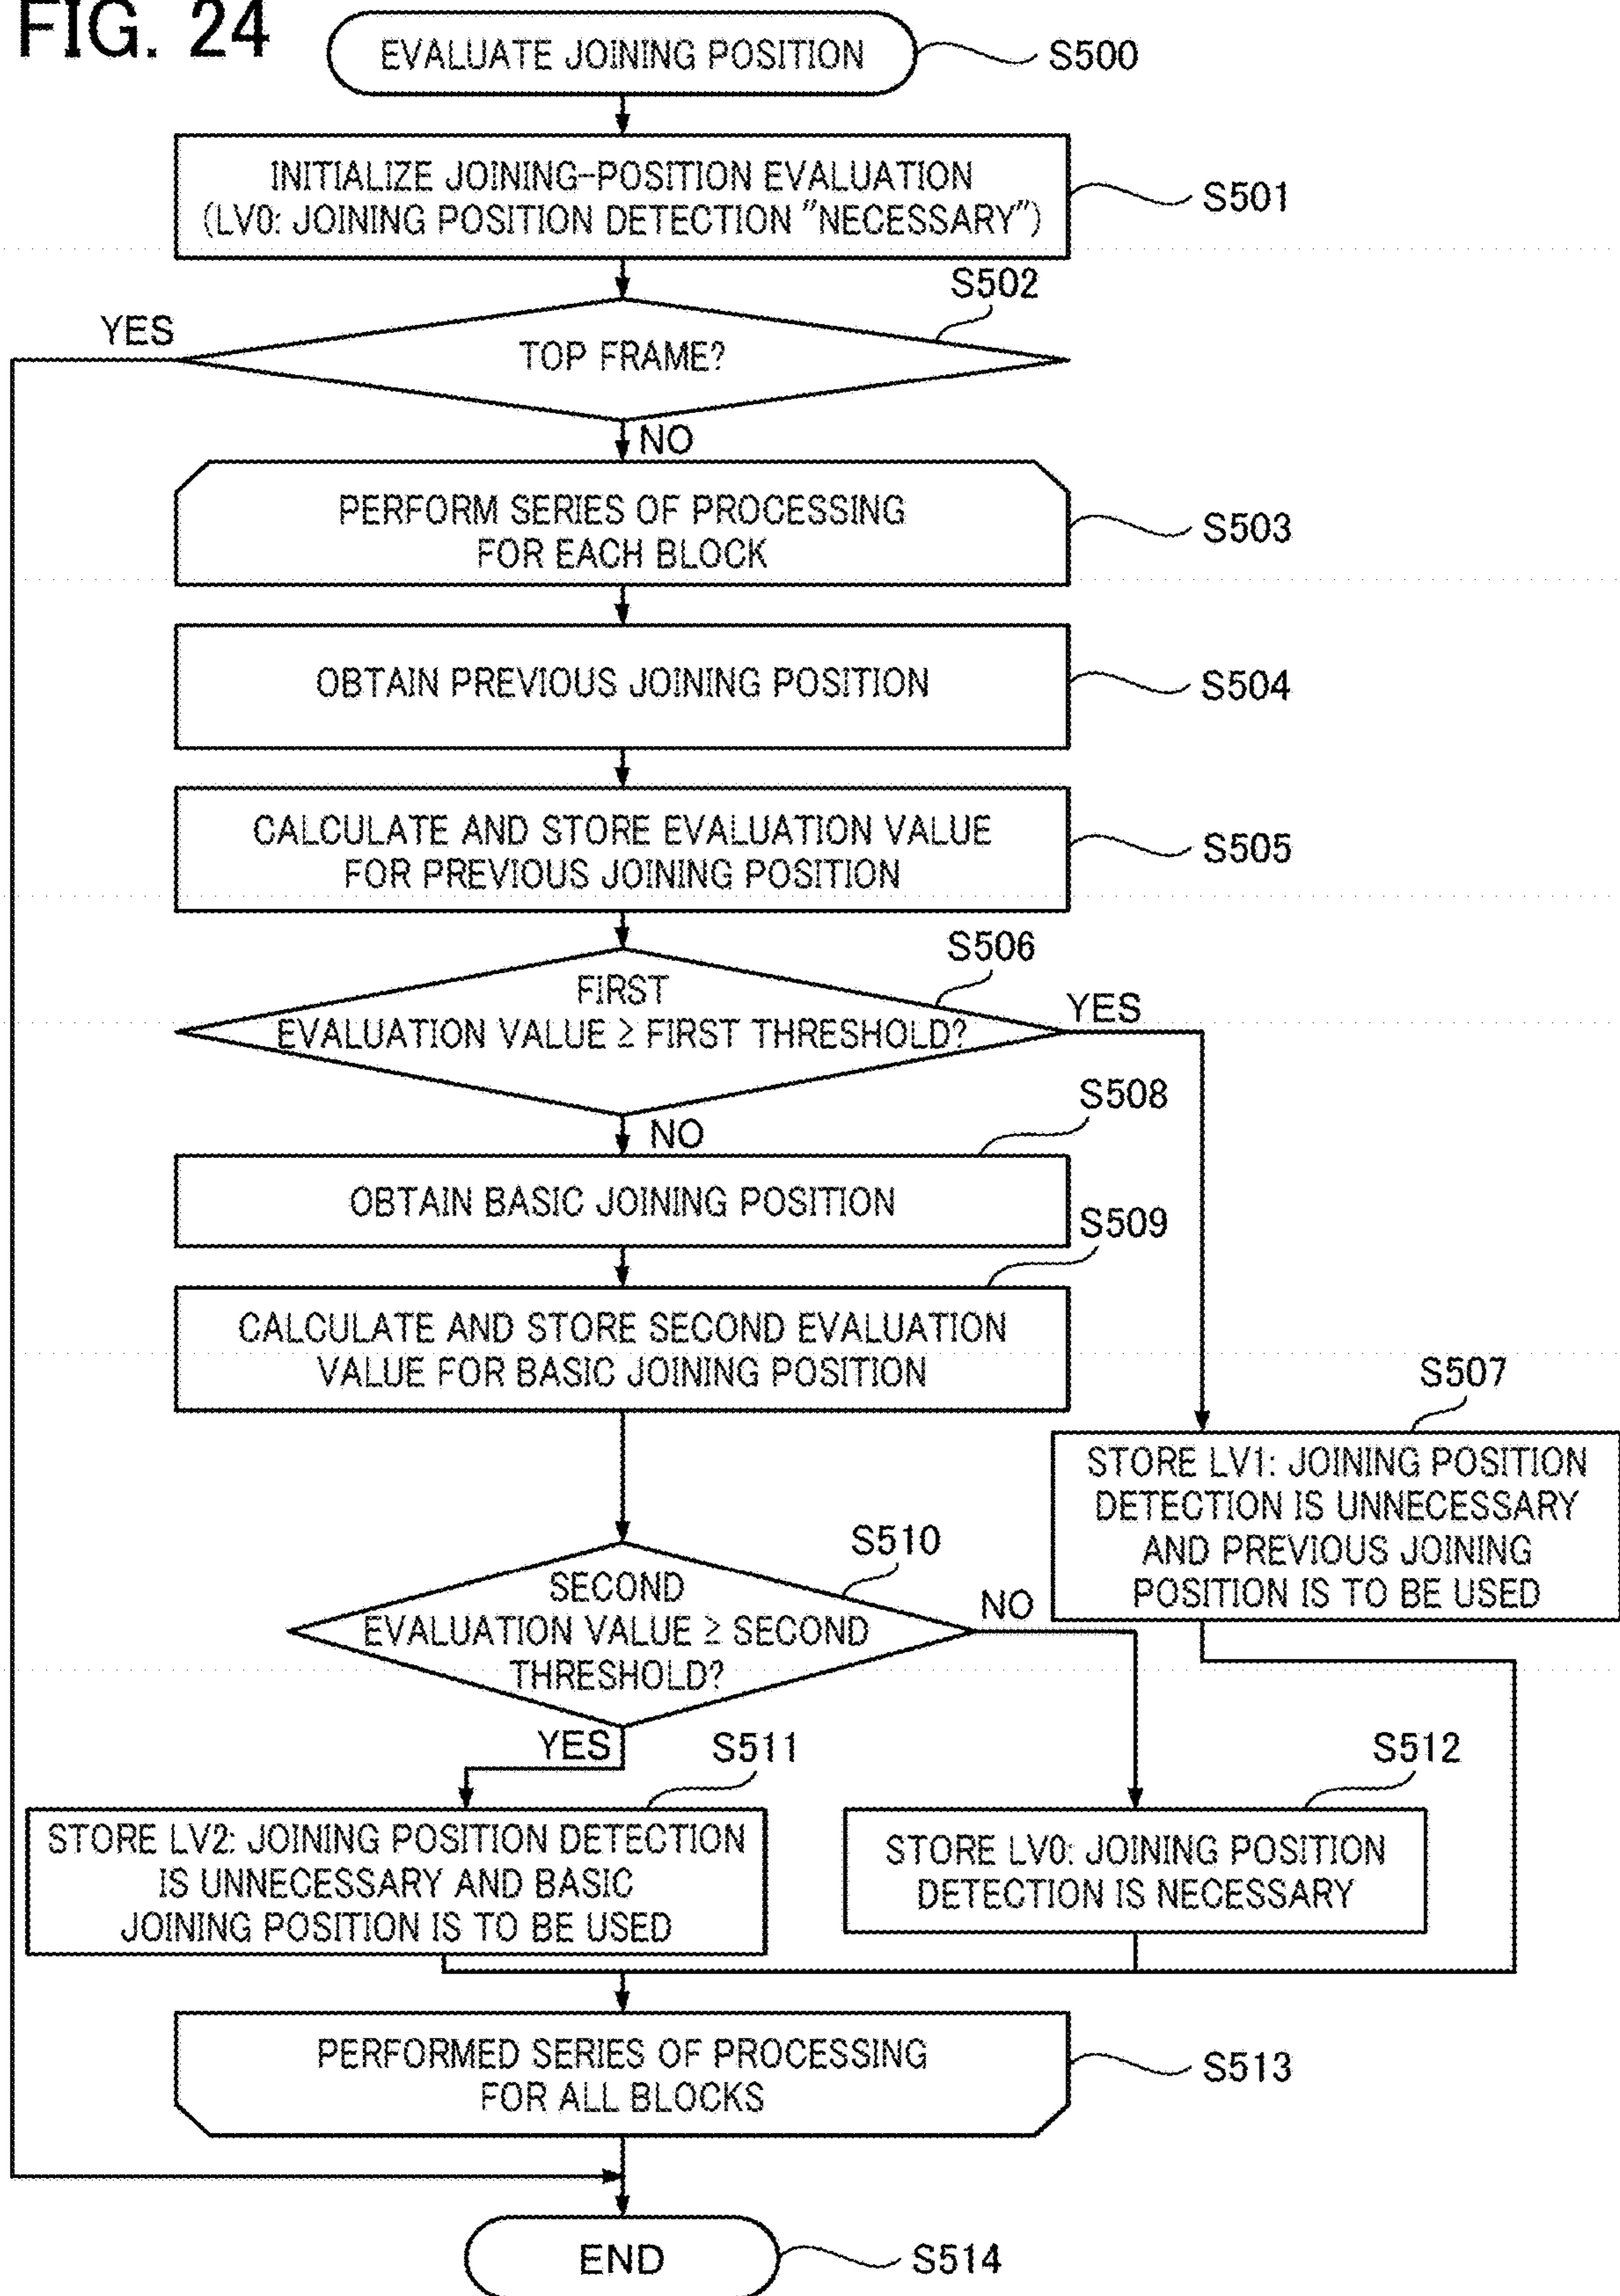 FIG. 24
EVALUATE JOINING POSITION
S500
INITIALIZE JOINING-POSITION EVALUATION
(LV0: JOINING POSITION DETECTION "NECESSARY")
S501
S502
YES
TOP FRAME?
NO
PERFORM SERIES OF PROCESSING
FOR EACH BLOCK
S503
OBTAIN PREVIOUS JOINING POSITION
S504
CALCULATE AND STORE EVALUATION VALUE
FOR PREVIOUS JOINING POSITION
S505
S506
FIRST
EVALUATION VALUE ≥ FIRST THRESHOLD?
YES
NO
S508
OBTAIN BASIC JOINING POSITION
S509
CALCULATE AND STORE SECOND EVALUATION
VALUE FOR BASIC JOINING POSITION
S507
STORE LV1: JOINING POSITION
DETECTION IS UNNECESSARY
AND PREVIOUS JOINING
POSITION IS TO BE USED
S510
SECOND
EVALUATION VALUE ≥ SECOND
THRESHOLD?
NO
YES
S511
STORE LV2: JOINING POSITION DETECTION
IS UNNECESSARY AND BASIC
JOINING POSITION IS TO BE USED
S512
STORE LV0: JOINING POSITION
DETECTION IS NECESSARY
PERFORMED SERIES OF PROCESSING
FOR ALL BLOCKS
S513
END
S514